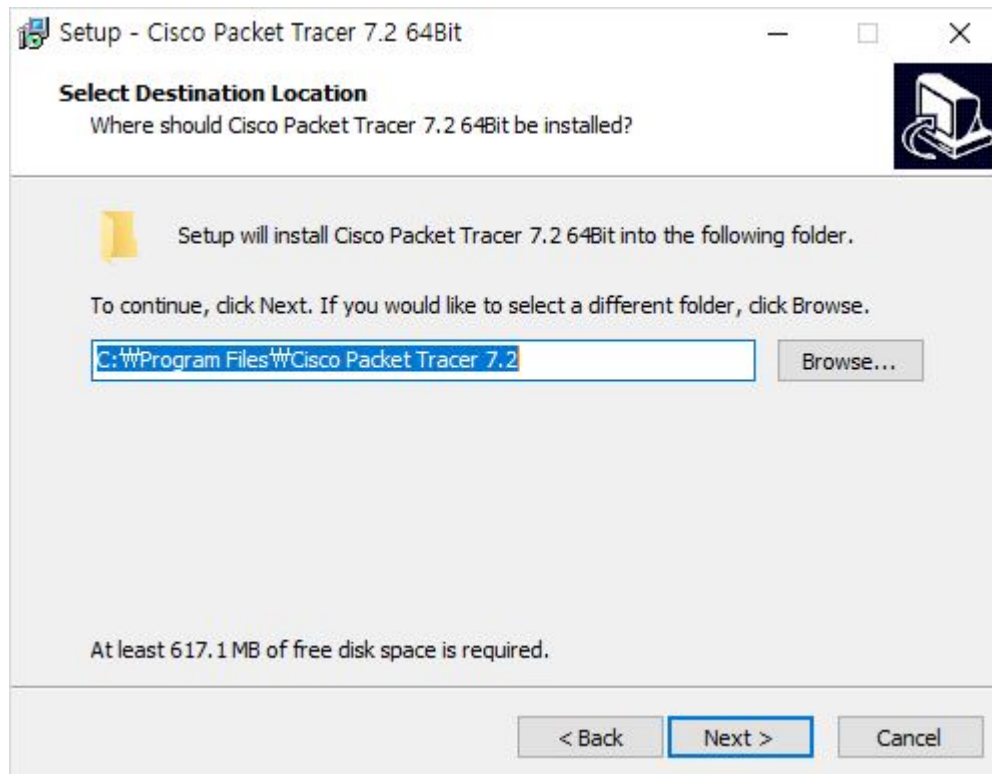 Setup - Cisco Packet Tracer 7.2 64Bit
Select Destination Location
Where should Cisco Packet Tracer 7.2 64Bit be installed?
Setup will install Cisco Packet Tracer 7.2 64Bit into the following folder.
To continue, click Next. If you would like to select a different folder, click Browse.
C:₩Program Files₩Cisco Packet Tracer 7.2
Browse...
At least 617.1 MB of free disk space is required.
< Back
Next >
Cancel